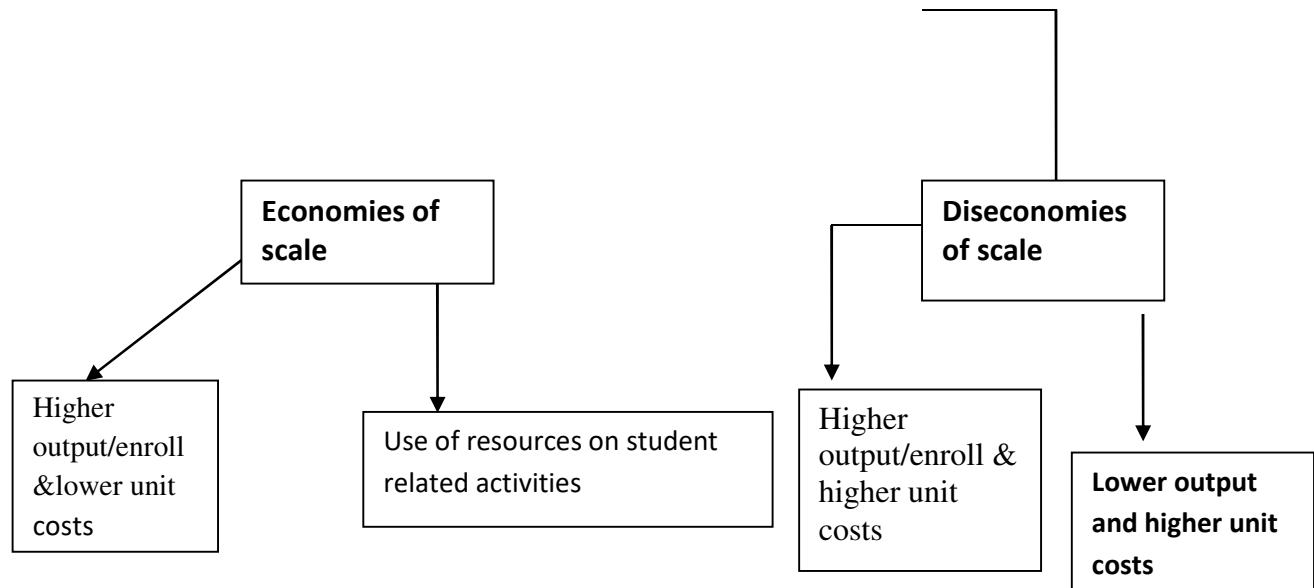 Economies of
scale
Diseconomies
of scale
Higher
output/enroll
&lower unit
costs
Use of resources on student
related activities
Higher
output/enroll &
higher unit
costs
Lower output
and higher unit
costs